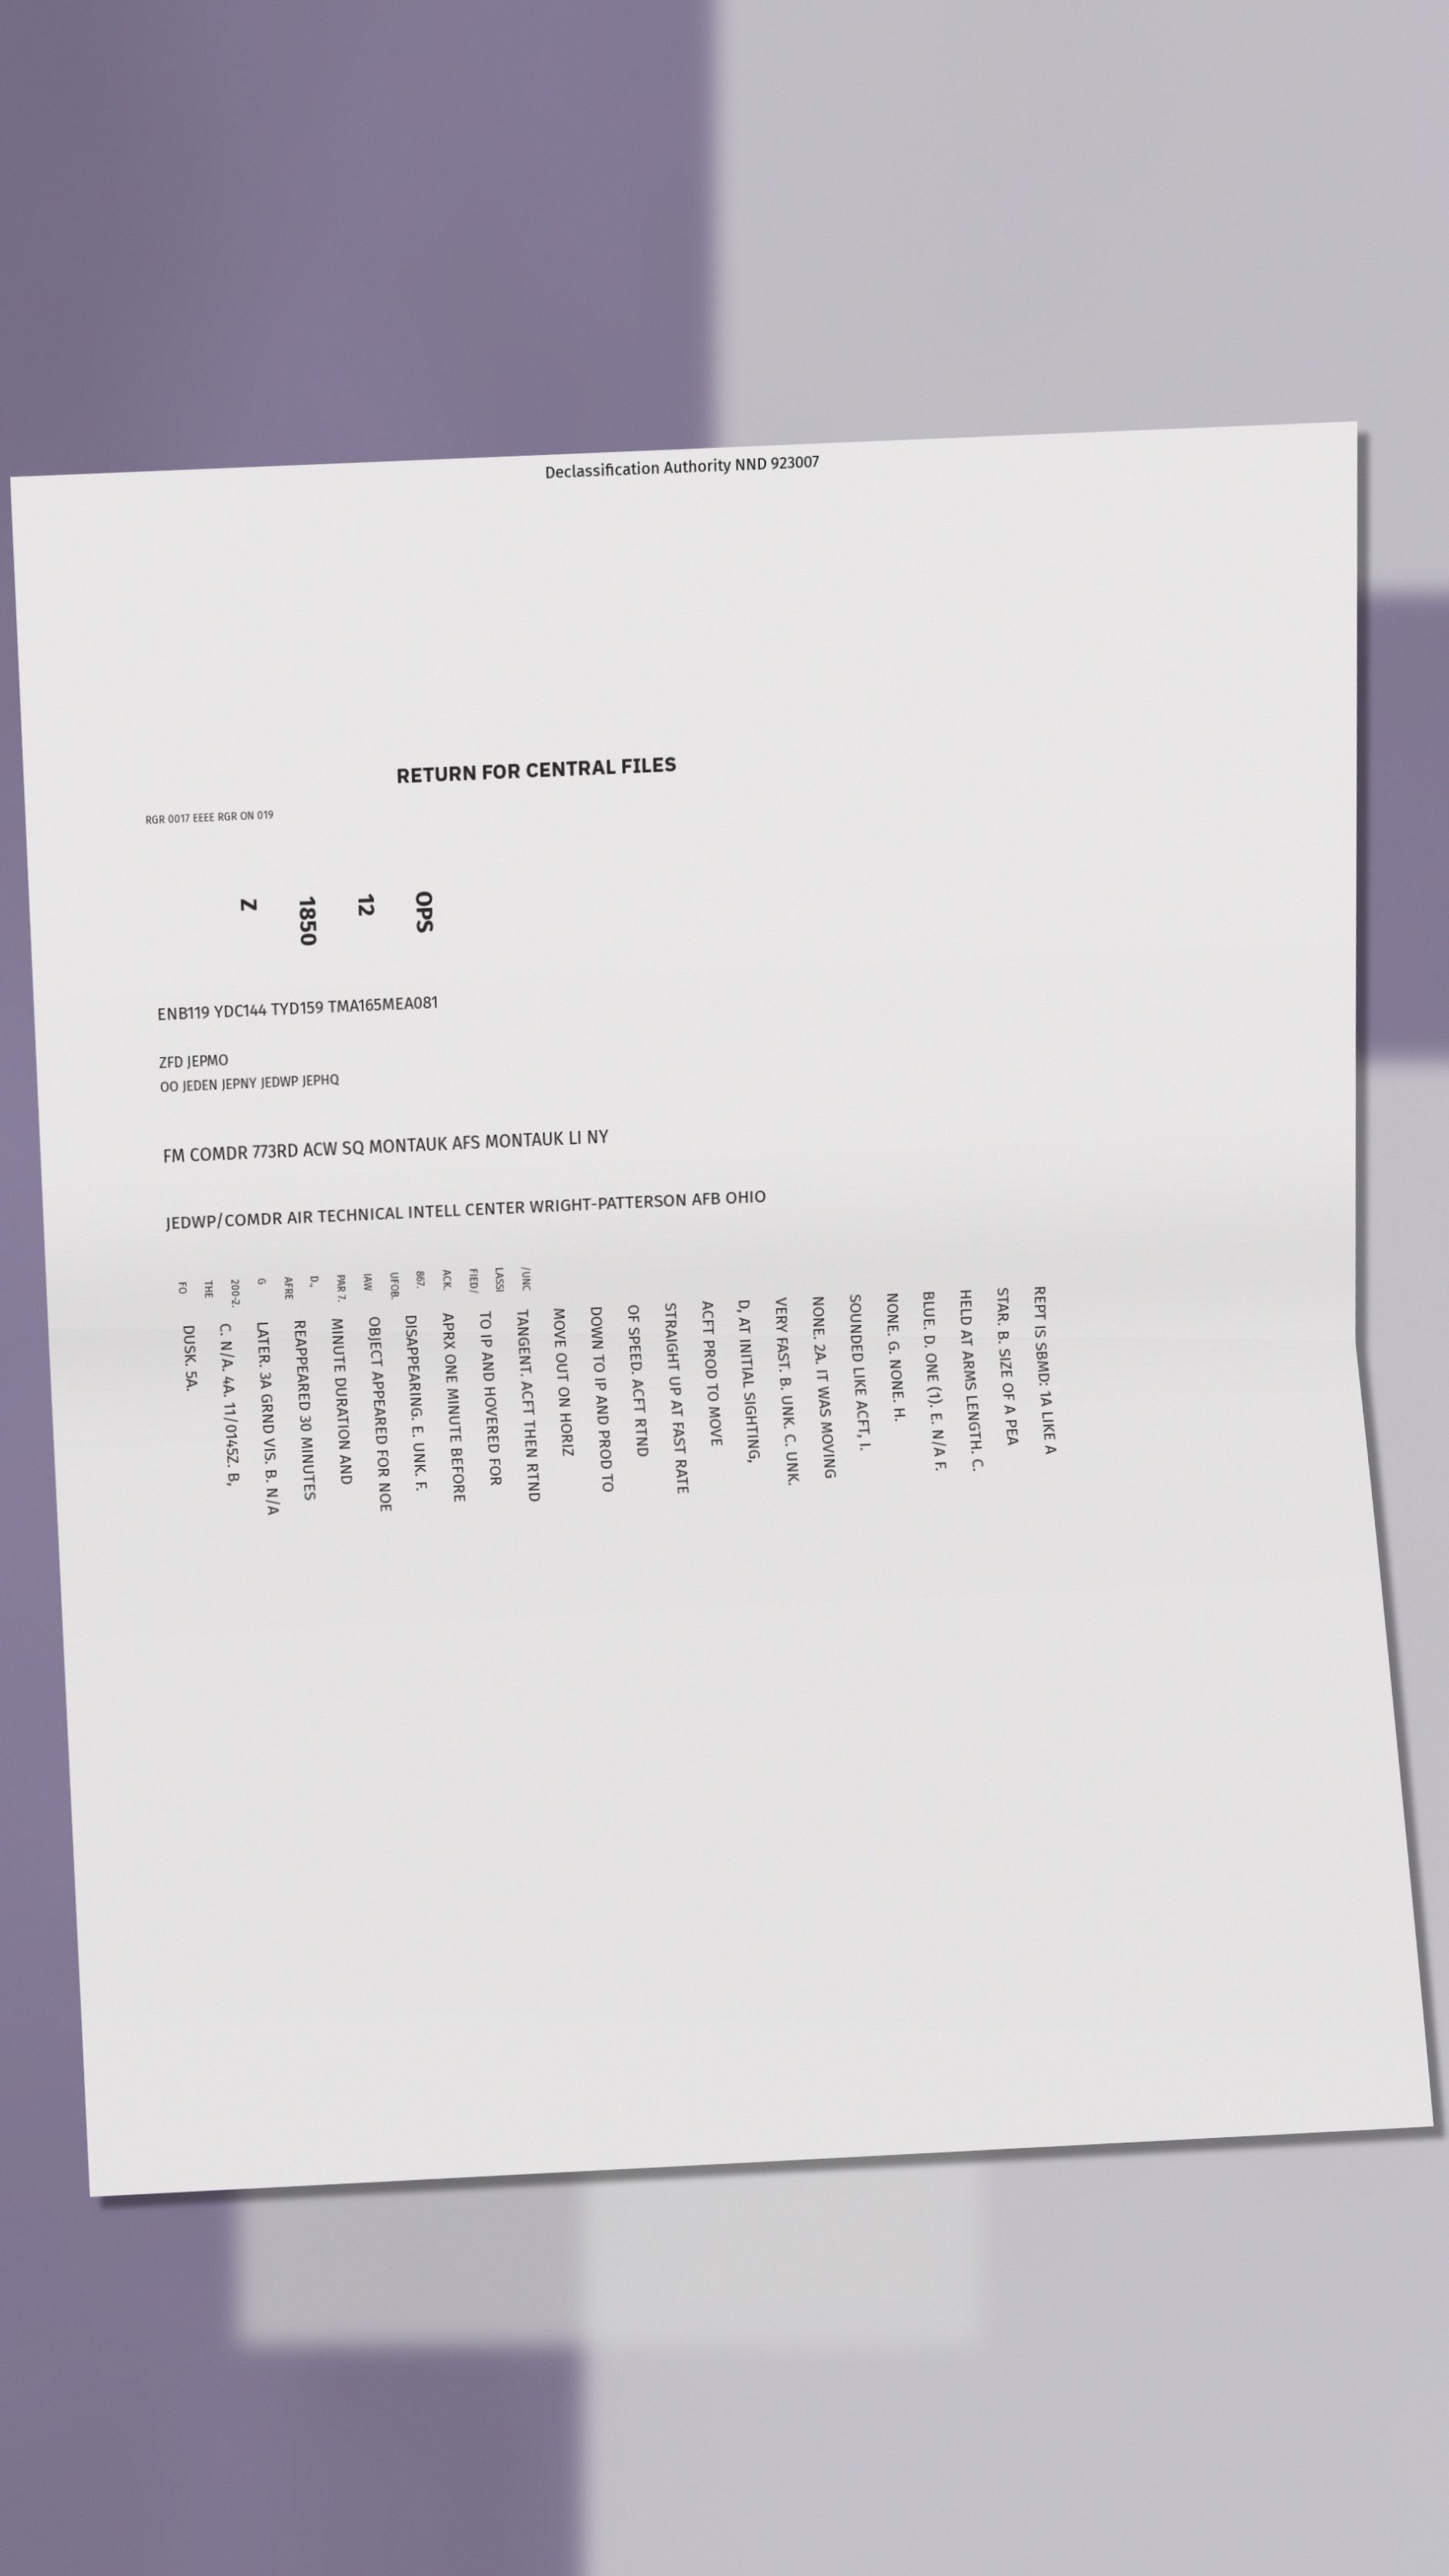 Declassification Authority NND 923007
RETURN FOR CENTRAL FILES
RGR 0017 EEEE RGR ON 019
OPS
12
1850
Z
ENB119 YDC144 TYD159 TMA165MEA081
ZFD JEPMO
OO JEDEN JEPNY JEDWP JEPHQ
FM COMDR 773RD ACW SQ MONTAUK AFS MONTAUK LI NY
JEDWP/COMDR AIR TECHNICAL INTELL CENTER WRIGHT-PATTERSON AFB OHIO
/UNC
LASSI
FIED/
ACK.
867.
UFOB.
IAW
PAR 7.
D.,
AFRE
G
200-2.
THE
FO
REPT IS SBMD: 1A LIKE A
STAR. B. SIZE OF A PEA
HELD AT ARMS LENGTH. C.
BLUE. D. ONE (1). E. N/A F.
NONE. G. NONE. H.
SOUNDED LIKE ACFT, I.
NONE. 2A. IT WAS MOVING
VERY FAST. B. UNK. C. UNK.
D, AT INITIAL SIGHTING,
ACFT PROD TO MOVE
STRAIGHT UP AT FAST RATE
OF SPEED. ACFT RTND
DOWN TO IP AND PROD TO
MOVE OUT ON HORIZ
TANGENT. ACFT THEN RTND
TO IP AND HOVERED FOR
APRX ONE MINUTE BEFORE
DISAPPEARING. E. UNK. F.
OBJECT APPEARED FOR NOE
MINUTE DURATION AND
REAPPEARED 30 MINUTES
LATER. 3A GRND VIS. B. N/A
C. N/A. 4A. 11/0145Z. B,
DUSK. 5A.